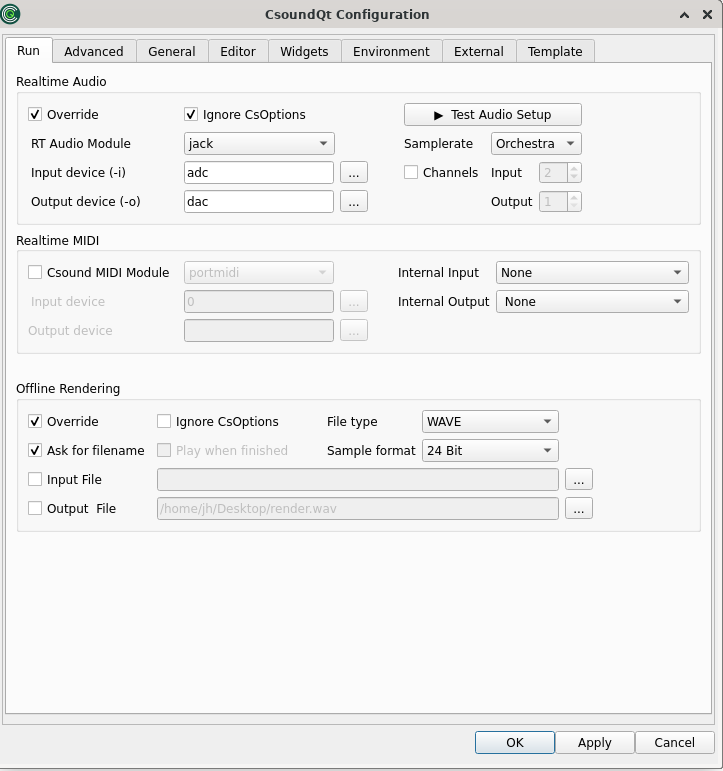 CsoundQt Configuration
Run Advanced General Editor Widgets Environment External Template
Realtime Audio
Override Ignore CsOptions ► Test Audio Setup
RT Audio Module jack Samplerate Orchestra
Input device (-i) adc ... Channels Input 2
Output device (-o) dac ... Output 1
Realtime MIDI
Csound MIDI Module portmidi Internal Input None
Input device 0 ... Internal Output None
Output device ...
Offline Rendering
Override Ignore CsOptions File type WAVE
Ask for filename Play when finished Sample format 24 Bit
Input File ...
Output File /home/jh/Desktop/render.wav ...
OK Apply Cancel